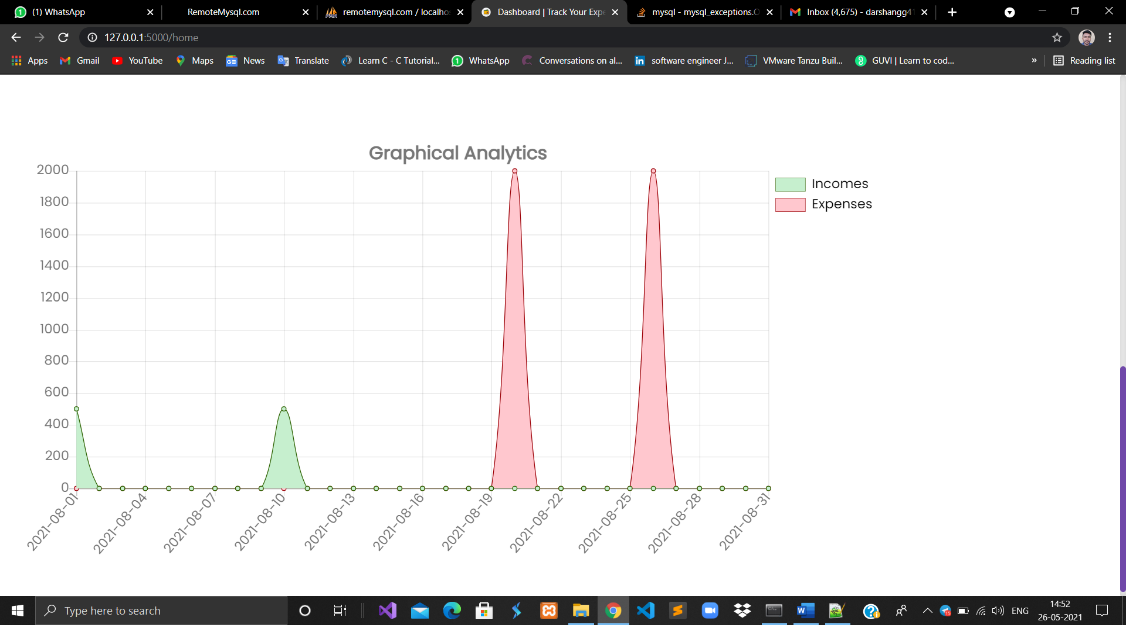 (1) WhatsApp
RemoteMysql.com
remotemysql.com / localho
Dashboard | Track Your Expe
mysql - mysql_exceptions.O
Inbox (4,675) - darshangg41
127.0.0.1:5000/home
Apps
Gmail
YouTube
Maps
News
Translate
Learn C - C Tutorial...
WhatsApp
Conversations on al...
software engineer J...
VMware Tanzu Buil...
GUVI | Learn to cod...
»
Reading list
Graphical Analytics
Incomes
Expenses
2000
1800
1600
1400
1200
1000
800
600
400
200
0
2021-08-01
2021-08-04
2021-08-07
2021-08-10
2021-08-13
2021-08-16
2021-08-19
2021-08-22
2021-08-25
2021-08-28
2021-08-31
Type here to search
ENG
14:52
26-05-2021